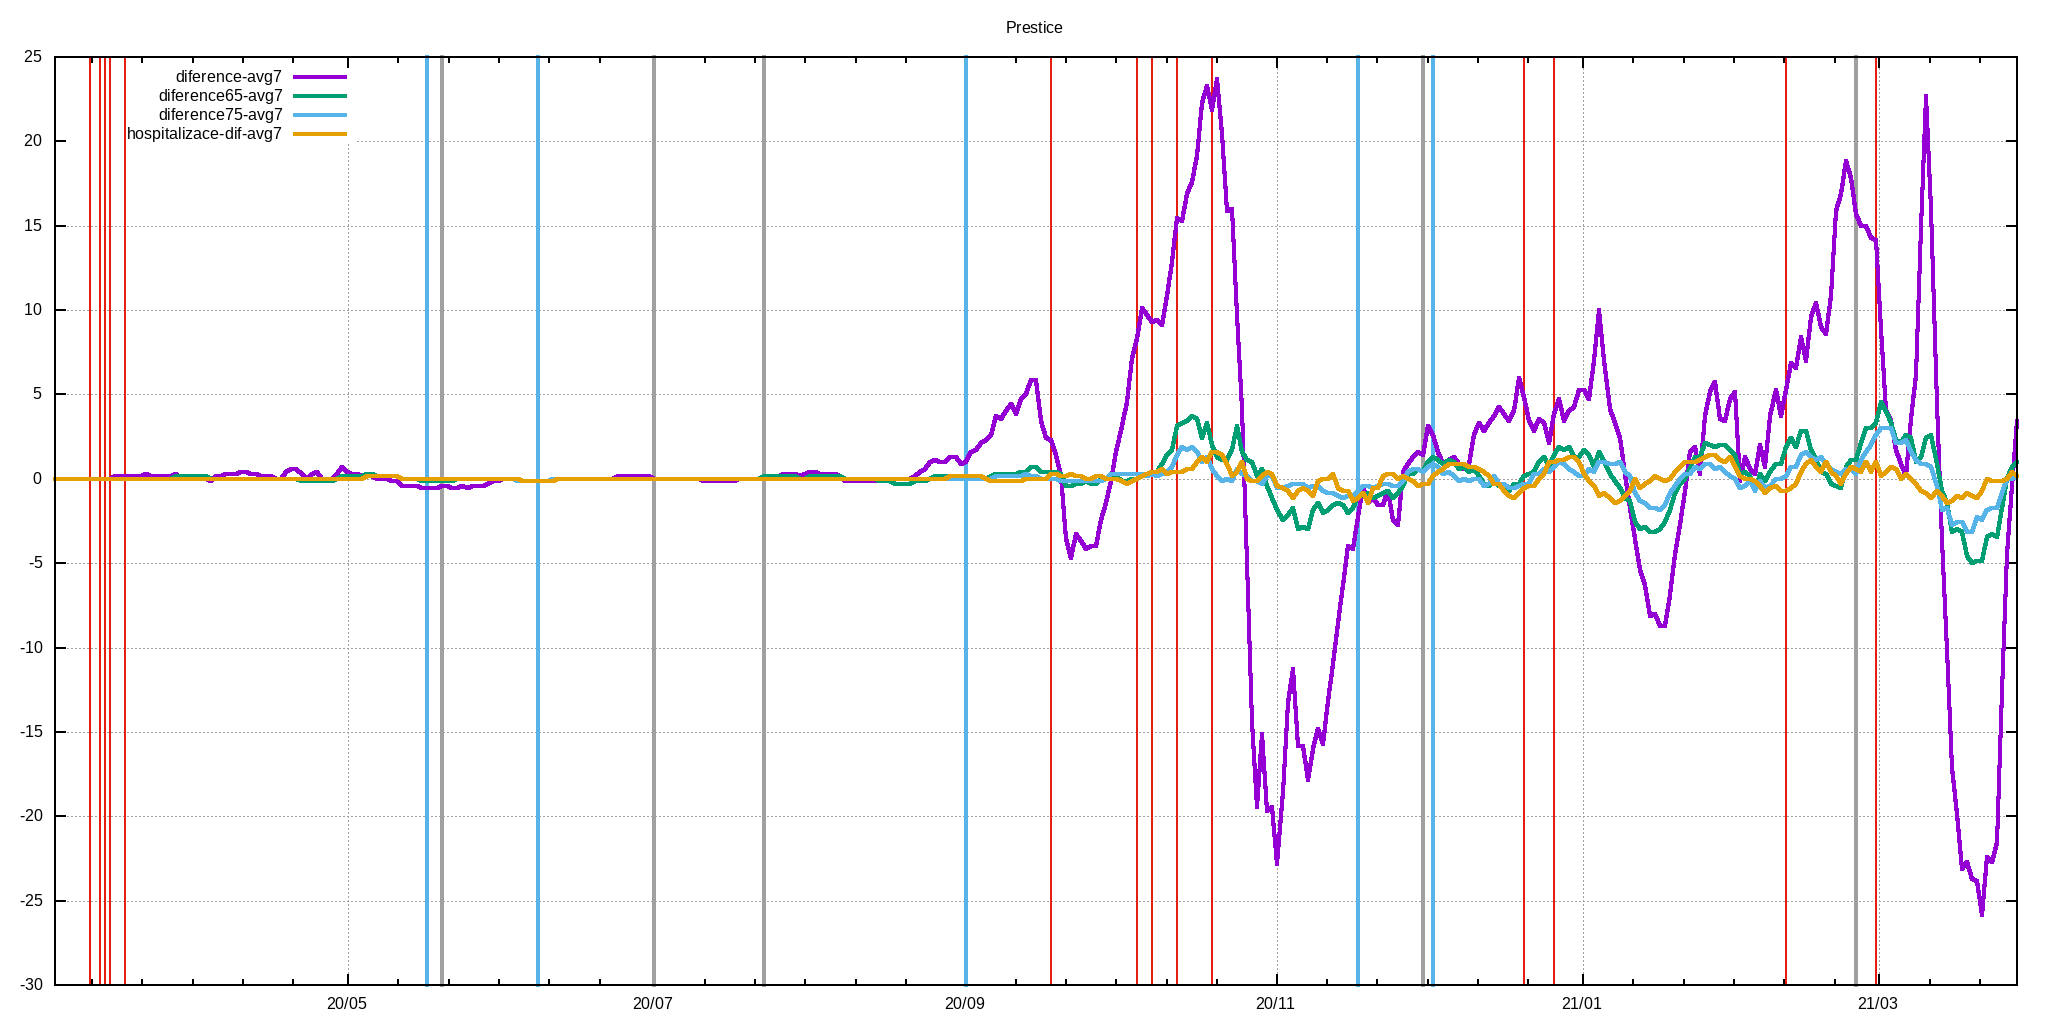 Prestice
25
diference-avg7
diference65-avg7
diference75-avg7
hospitalizace-dif-avg7
20
15
10
5
0
-5
-10
-15
-20
-25
-30
20/05 20/07 20/09 20/11 21/01 21/03